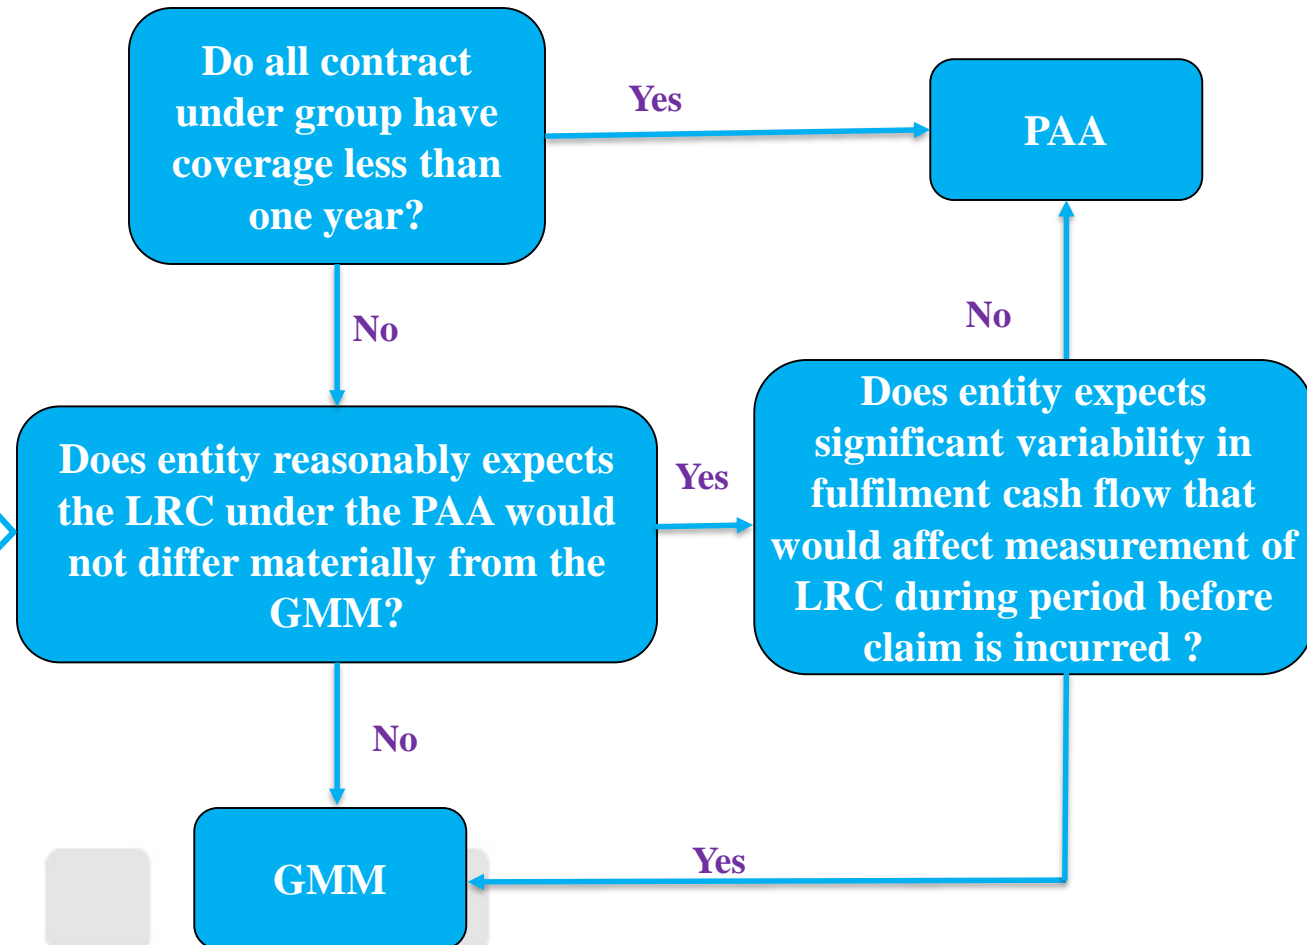 Do all contract
under group have
coverage less than
one year?
Yes
PAA
No
No
Does entity reasonably expects
the LRC under the PAA would
not differ materially from the
GMM?
Yes
Does entity expects
significant variability in
fulfilment cash flow that
would affect measurement of
LRC during period before
claim is incurred ?
No
GMM
Yes